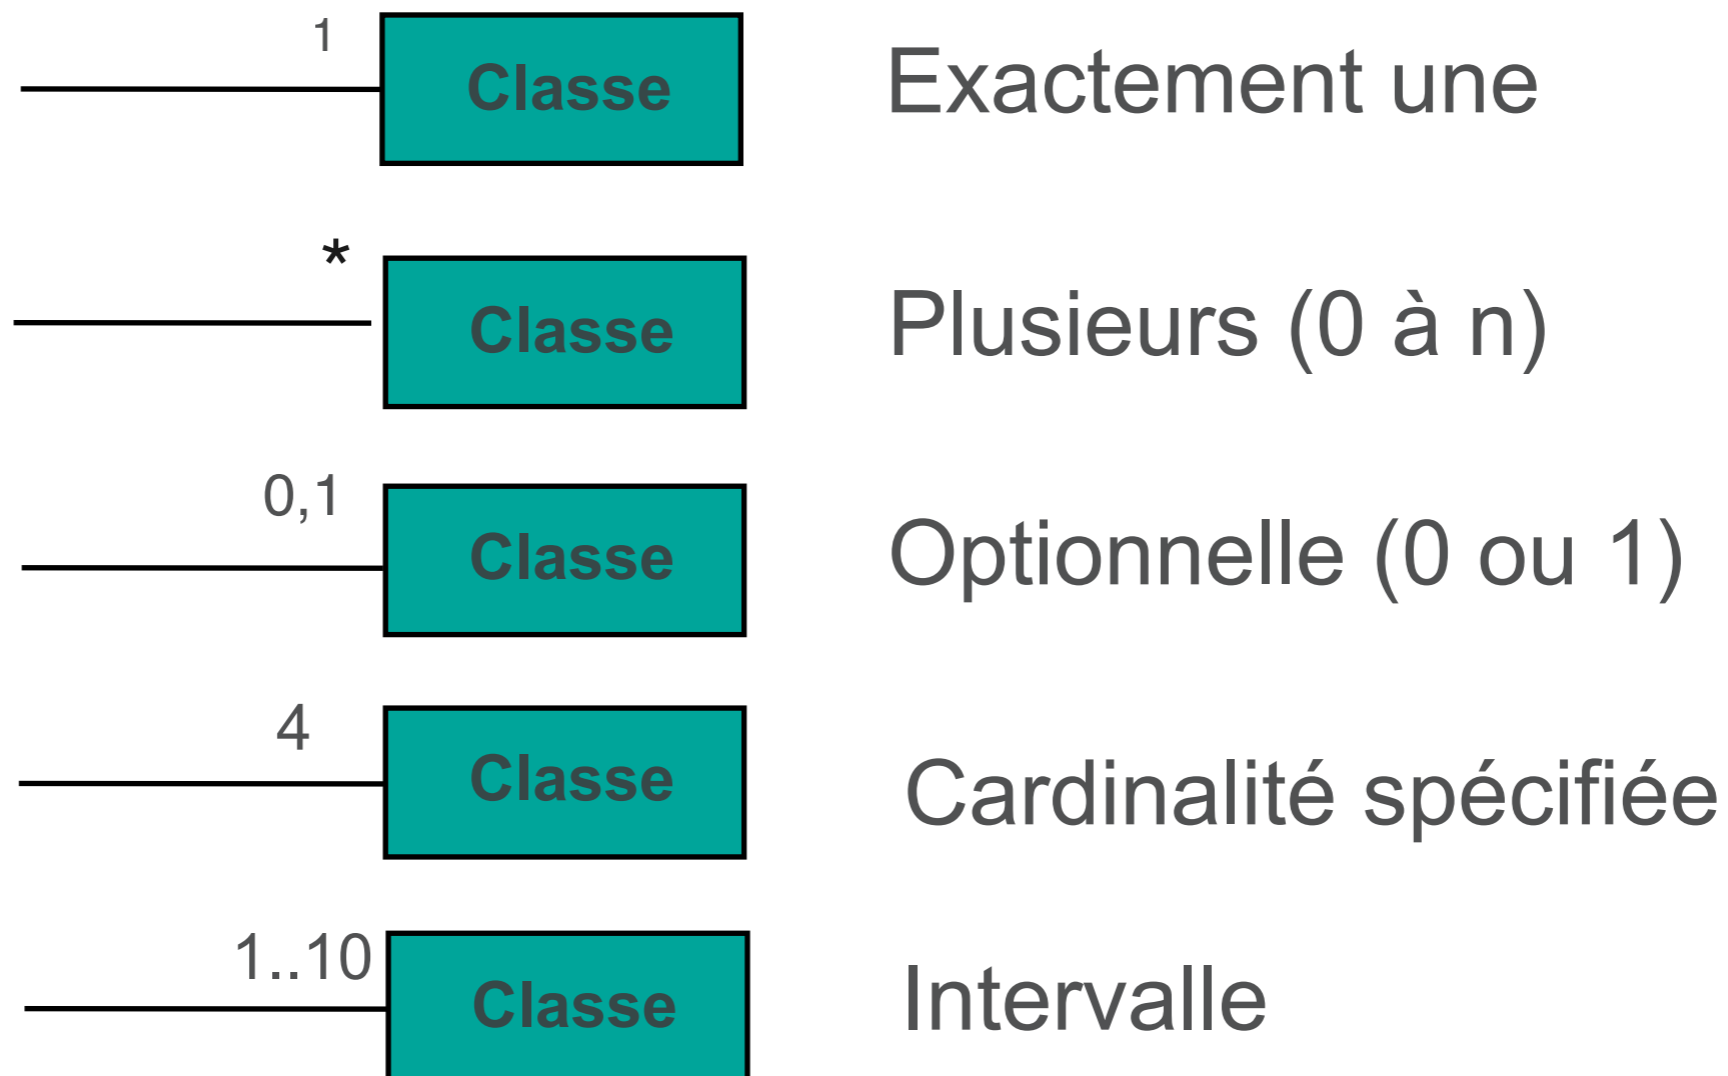 1
Classe
Exactement une
*
Classe
Plusieurs (0 à n)
0,1
Classe
Optionnelle (0 ou 1)
4
Classe
Cardinalité spécifiée
1..10
Classe
Intervalle